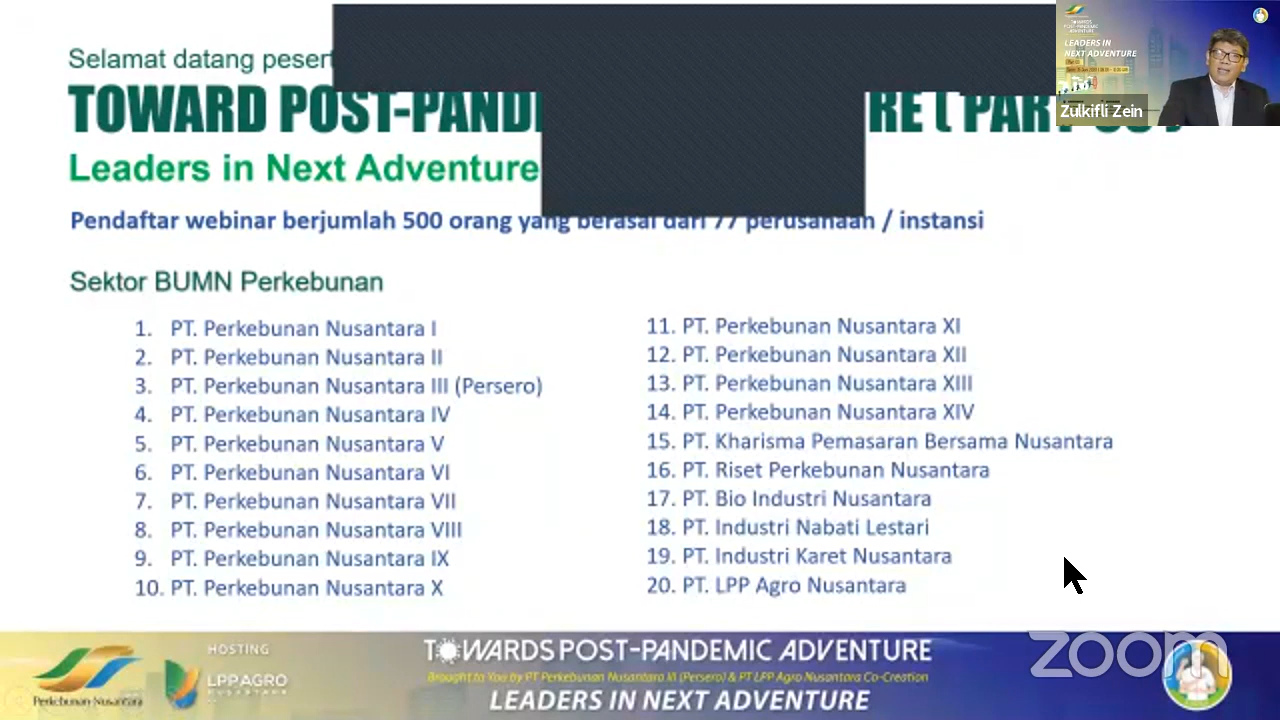 Selamat datang pesert
TOWARD POST-PAND
RE ( PART
Leaders in Next Adventure
Pendaftar webinar berjumlah 500 orang yang berasal dari 77 perusahaan / instansi
Sektor BUMN Perkebunan
1. PT. Perkebunan Nusantara I
2. PT. Perkebunan Nusantara II
3. PT. Perkebunan Nusantara III (Persero)
4. PT. Perkebunan Nusantara IV
5. PT. Perkebunan Nusantara V
6. PT. Perkebunan Nusantara VI
7. PT. Perkebunan Nusantara VII
8. PT. Perkebunan Nusantara VIII
9. PT. Perkebunan Nusantara IX
10. PT. Perkebunan Nusantara X
11. PT. Perkebunan Nusantara XI
12. PT. Perkebunan Nusantara XII
13. PT. Perkebunan Nusantara XIII
14. PT. Perkebunan Nusantara XIV
15. PT. Kharisma Pemasaran Bersama Nusantara
16. PT. Riset Perkebunan Nusantara
17. PT. Bio Industri Nusantara
18. PT. Industri Nabati Lestari
19. PT. Industri Karet Nusantara
20. PT. LPP Agro Nusantara
TOWARDS
POST-PANDEMIC
ADVENTURE
LEADERS IN
NEXT ADVENTURE
Zulkifli Zein
Perkebunan Nusantara
HOSTING
LPPAGRO
NUSANTARA
TOWARDS POST-PANDEMIC ADVENTURE
Brought to You by PT Perkebunan Nusantara III (Persero) & PT LPP Agro Nusantara Co-Creation
LEADERS IN NEXT ADVENTURE
zoom